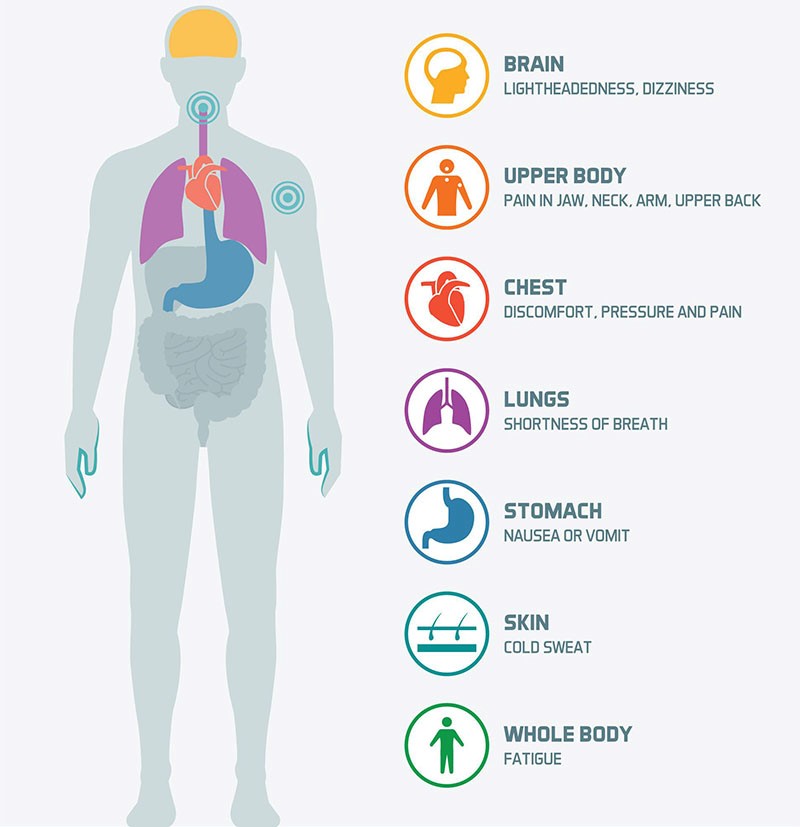 BRAIN
LIGHTHEADEDNESS, DIZZINESS
UPPER BODY
PAIN IN JAW, NECK, ARM, UPPER BACK
CHEST
DISCOMFORT, PRESSURE AND PAIN
LUNGS
SHORTNESS OF BREATH
STOMACH
NAUSEA OR VOMIT
SKIN
COLD SWEAT
WHOLE BODY
FATIGUE